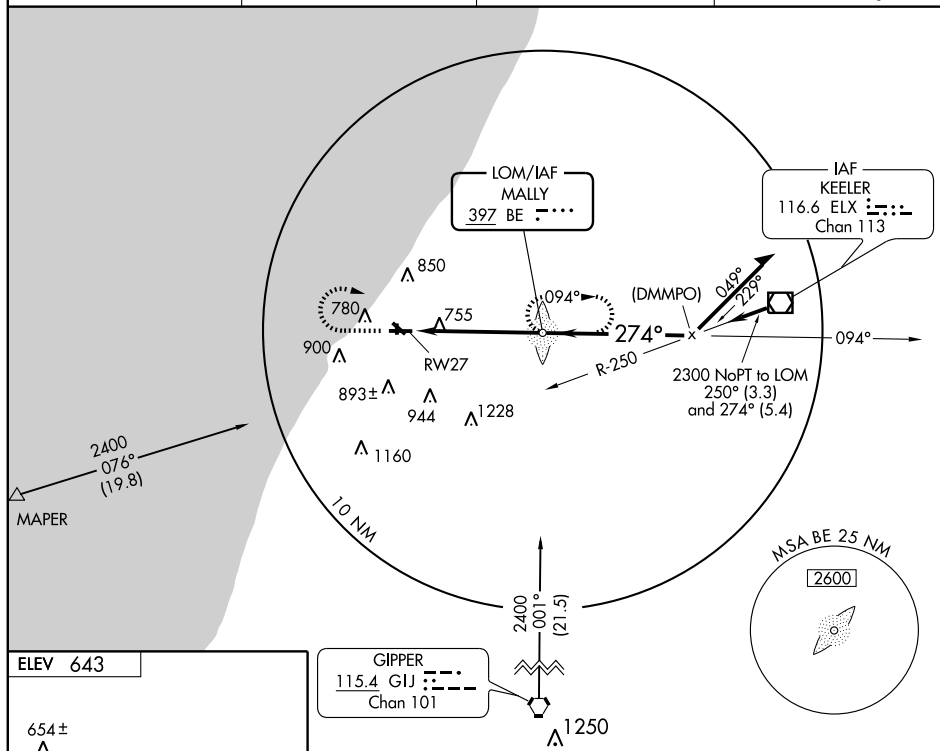 LOM/IAF
MALLY
397 BE
IAF
KEELER
116.6 ELX
Chan 113
850
094°
(DMMPO)
049°
229°
780
755
274°
094°
900
RW27
R-250
893±
944
1228
2300 NoPT to LOM
250° (3.3)
and 274° (5.4)
1160
2400
076°
(19.8)
MAPER
10 NM
MSA BE 25 NM
2600
2400
001°
(21.5)
ELEV 643
GIPPER
115.4 GIJ
Chan 101
654±
1250